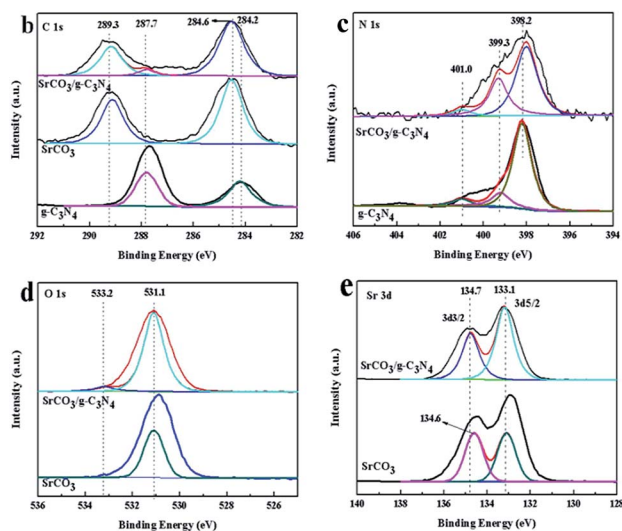 b
C 1s
289.3
287.7
284.6
284.2
SrCO3/g-C3N4
SrCO3
g-C3N4
Intensity (a.u.)
292 290 288 286 284 282
Binding Energy (eV)
c
N 1s
398.2
399.3
401.0
SrCO3/g-C3N4
g-C3N4
Intensity (a.u.)
406 404 402 400 398 396 394
Binding Energy (eV)
d
O 1s
533.2
531.1
SrCO3/g-C3N4
SrCO3
Intensity (a.u.)
536 534 532 530 528 526
Binding Energy (eV)
e
Sr 3d
134.7
133.1
3d3/2
3d5/2
SrCO3/g-C3N4
134.6
SrCO3
Intensity (a.u.)
140 138 136 134 132 130 128
Binding Energy (eV)